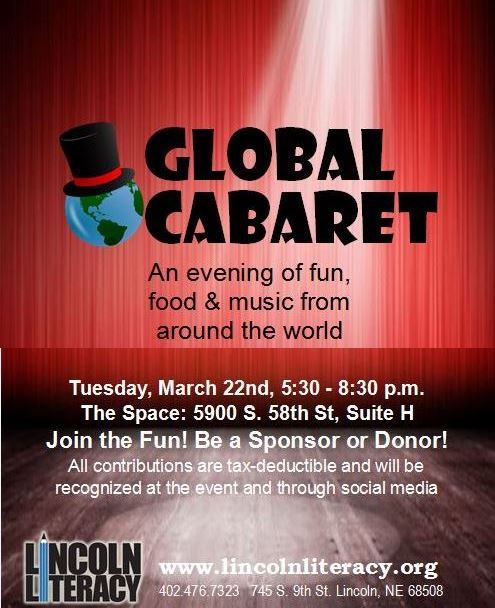 GLOBAL
CABARET
An evening of fun,
food & music from
around the world
Tuesday, March 22nd, 5:30 - 8:30 p.m.
The Space: 5900 S. 58th St, Suite H
Join the Fun! Be a Sponsor or Donor!
All contributions are tax-deductible and will be
recognized at the event and through social media
LINCOLN
LITERACY
www.lincolnliteracy.org
402.476.7323 745 S. 9th St. Lincoln, NE 68508